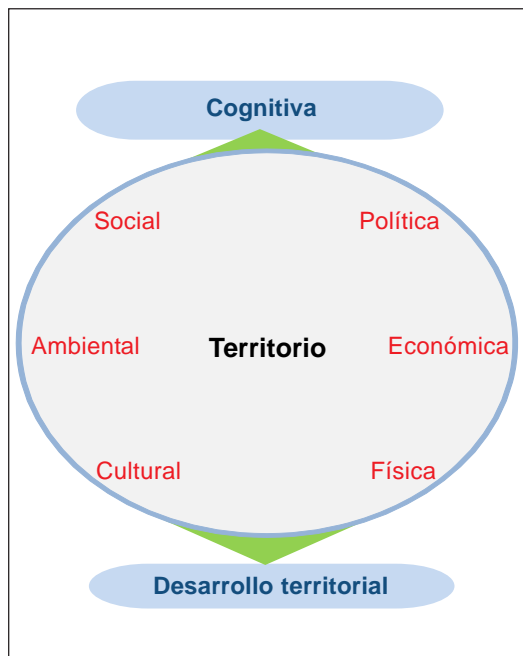 Cognitiva
Social
Política
Ambiental
Territorio
Económica
Cultural
Física
Desarrollo territorial